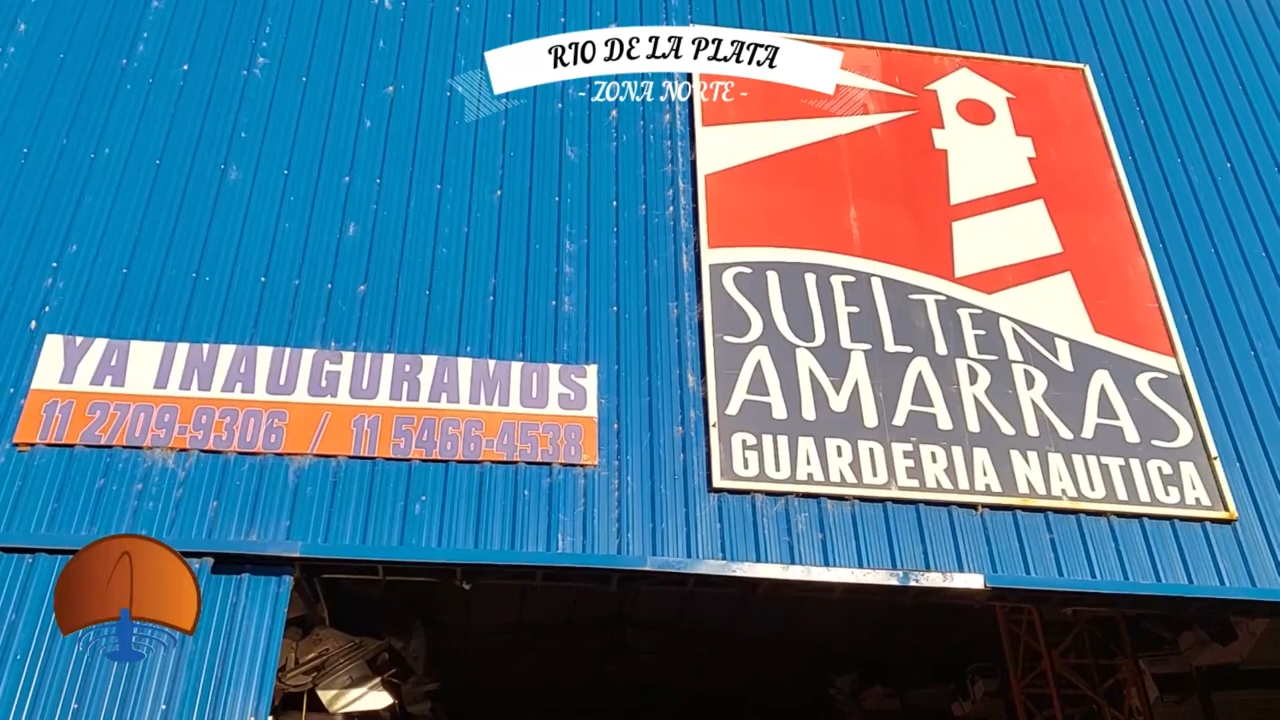 RIO DE LA PLATA
- ZONA NORTE -
SUELTEN
AMARRAS
GUARDERIA NAUTICA
YA INAUGURAMOS
11 2709-9306 / 11 5466-4538